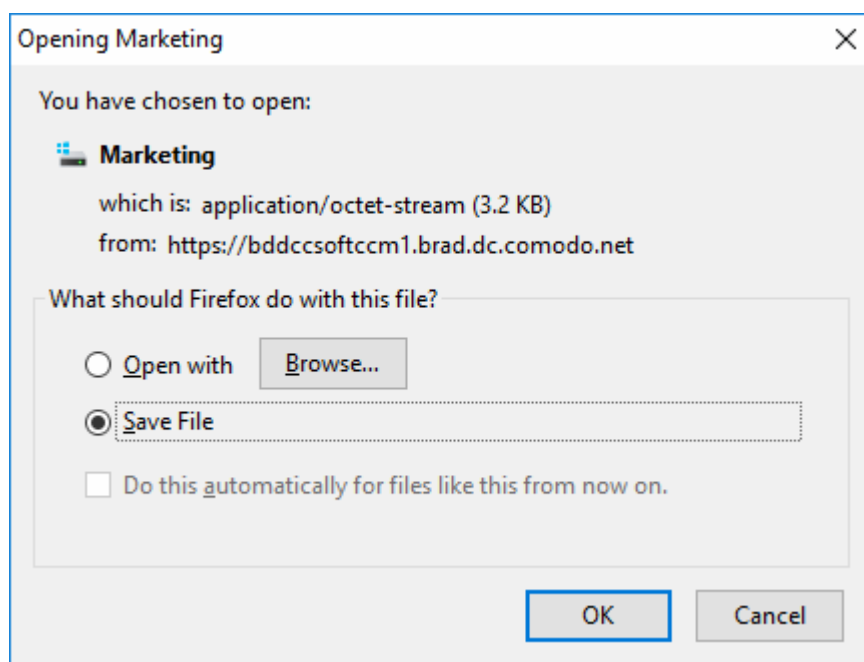 Opening Marketing
You have chosen to open:
Marketing
which is: application/octet-stream (3.2 KB)
from: https://bddccsoftccm1.brad.dc.comodo.net
What should Firefox do with this file?
Open with Browse...
Save File
Do this automatically for files like this from now on.
OK Cancel